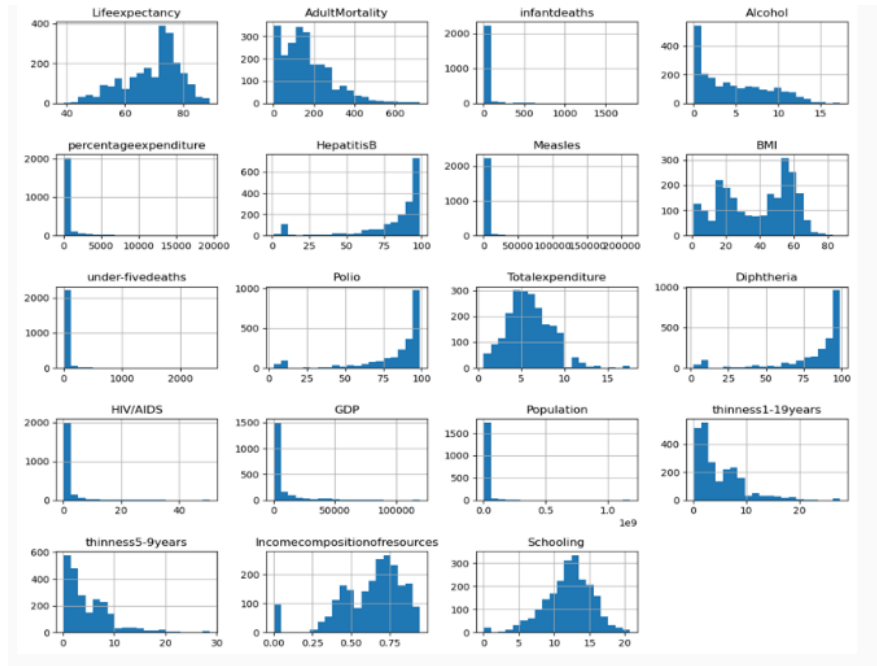 Lifeexpectancy AdultMortality infantdeaths Alcohol
400 200 0 300 200 100 0 2000 1000 0 400 200 0
40 60 80 0 200 400 600 0 500 1000 1500 0 5 10 15
percentageexpenditure HepatitisB Measles BMI
2000 1000 0 600 400 200 0 2000 1000 0 300 200 100 0
0 5000 10000 15000 20000 0 25 50 75 100 0 50000 100000150000200000 0 20 40 60 80
under-fivedeaths Polio Totalexpenditure Diphtheria
2000 1000 0 1000 500 0 300 200 100 0 1000 500 0
0 1000 2000 0 25 50 75 100 0 5 10 15 0 25 50 75 100
HIV/AIDS GDP Population thinness1-19years
2000 1000 0 1500 1000 500 0 1500 1000 500 0 400 200 0
0 20 40 0 50000 100000 0.0 0.5 1.0 0 10 20
1e9
thinness5-9years Incomecompositionofresources Schooling
600 400 200 0 200 100 0 300 200 100 0
0 10 20 30 0.00 0.25 0.50 0.75 0 5 10 15 20